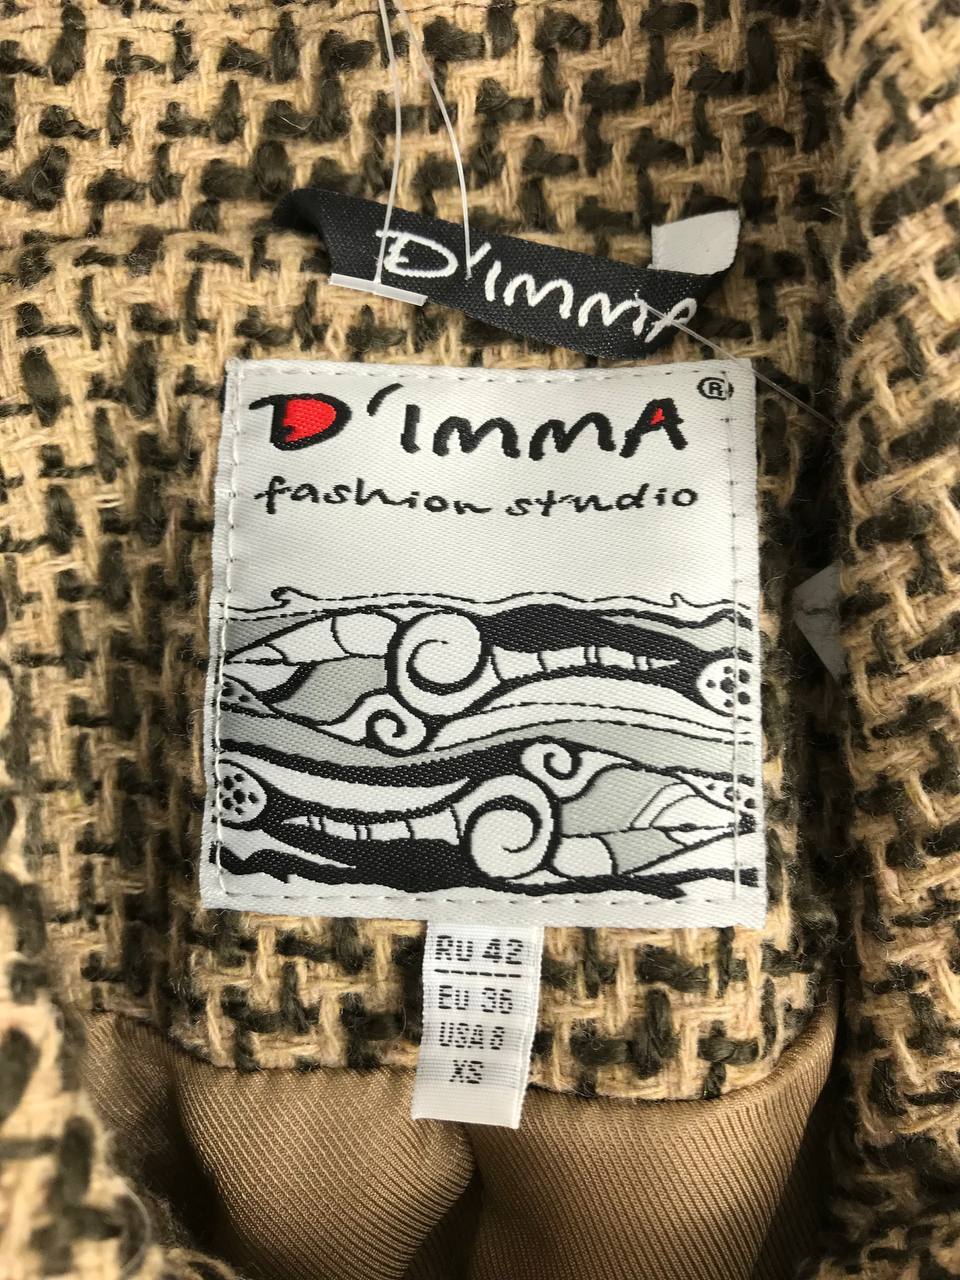 D'IMMA
D'IMMA ®
fashion studio
RU 42
EU 36
USA 8
XS